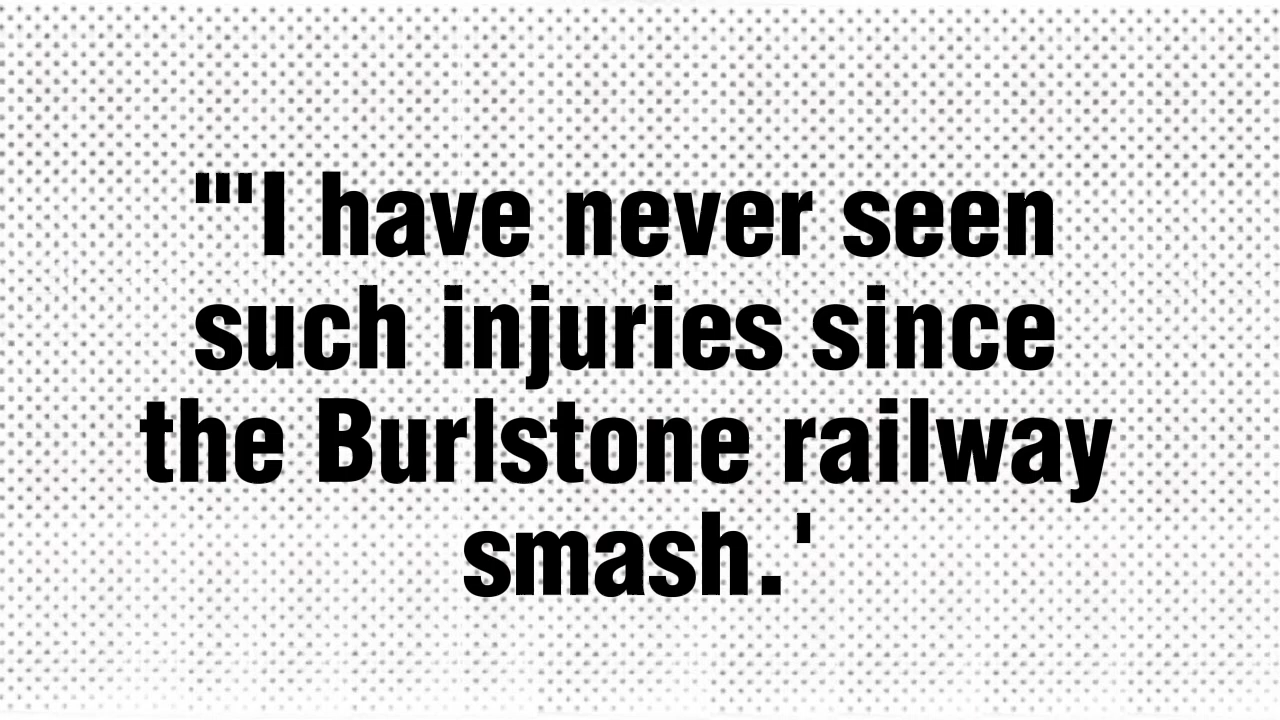 "'I have never seen
such injuries since
the Burlstone railway
smash.'